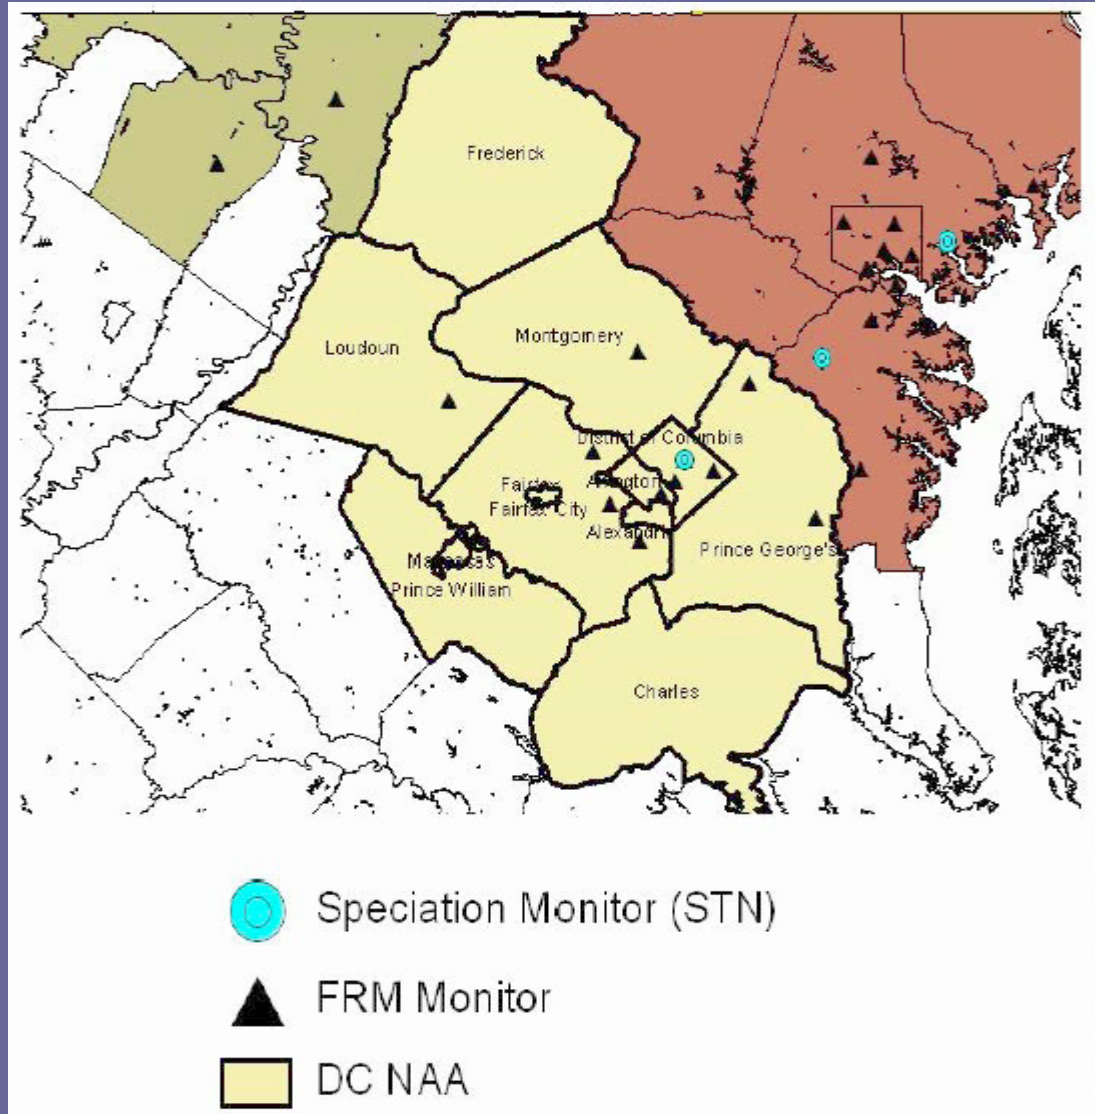 Frederick
Montgomery
Loudoun
District of Columbia
Fairfax
Arlington
Fairfax City
Alexandria
Prince George's
Manassas
Prince William
Charles
Speciation Monitor (STN)
FRM Monitor
DC NAA